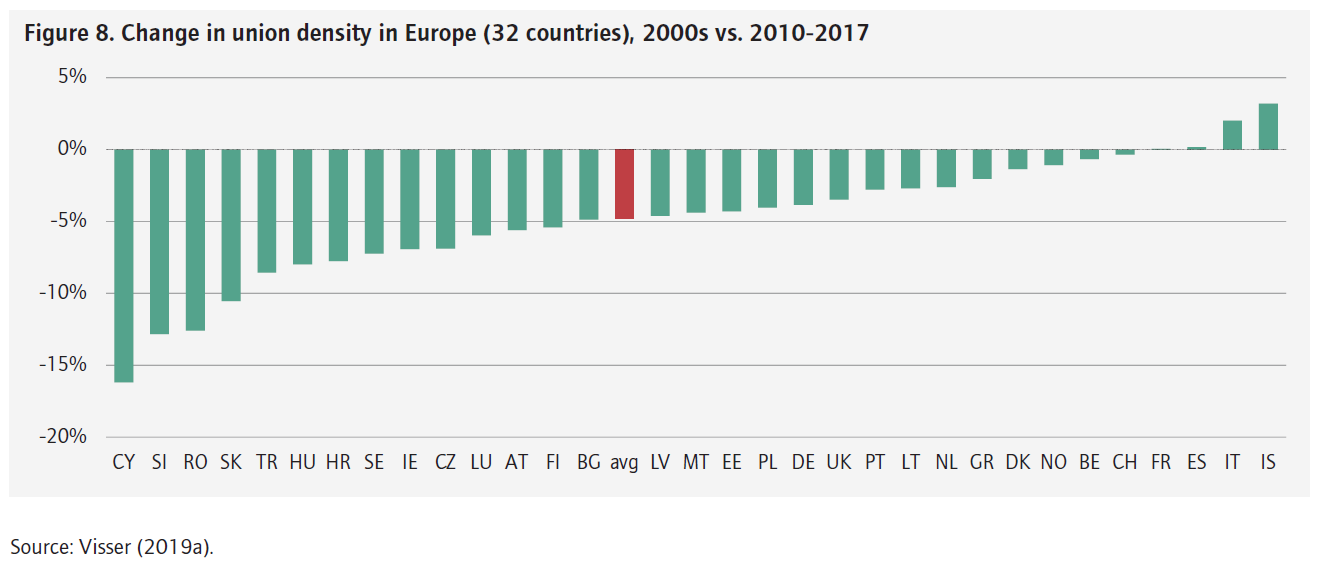 Figure 8. Change in union density in Europe (32 countries), 2000s vs. 2010-2017
5%
0%
-5%
-10%
-15%
-20%
CY SI RO SK TR HU HR SE IE CZ LU AT FI BG avg LV MT EE PL DE UK PT LT NL GR DK NO BE CH FR ES IT IS
Source: Visser (2019a).